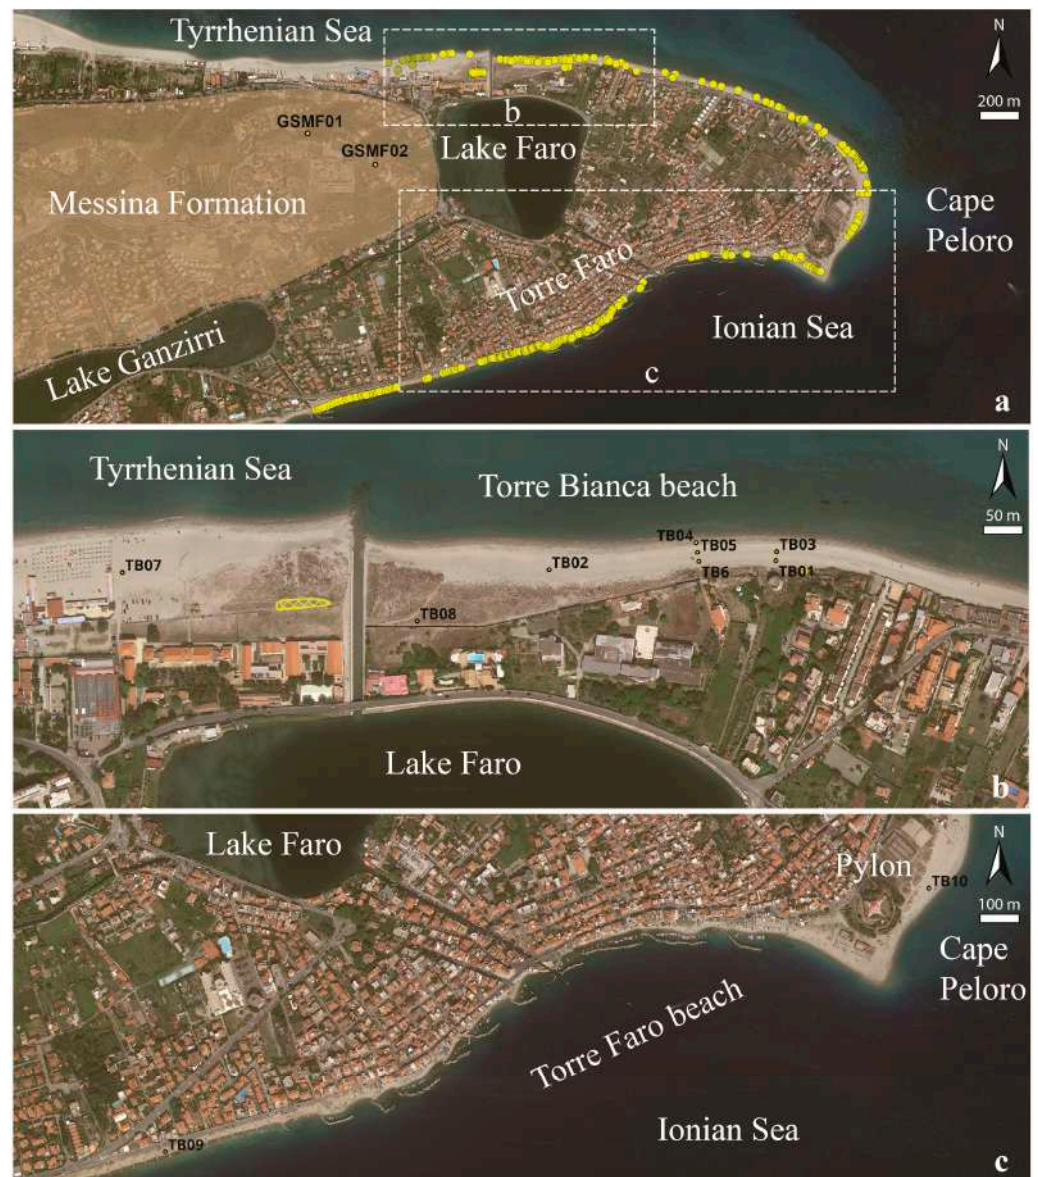 Tyrrhenian Sea
N
200 m
GSMF01
b
GSMF02
Lake Faro
Messina Formation
Cape
Peloro
Torre Faro
Ionian Sea
Lake Ganzirri
c
a
N
Tyrrhenian Sea
Torre Bianca beach
50 m
TB04
TB05
TB03
TB07
TB02
TB6
TB01
TB08
Lake Faro
b
N
Lake Faro
Pylon
TB10
100 m
Cape
Peloro
Torre Faro beach
Ionian Sea
TB09
c